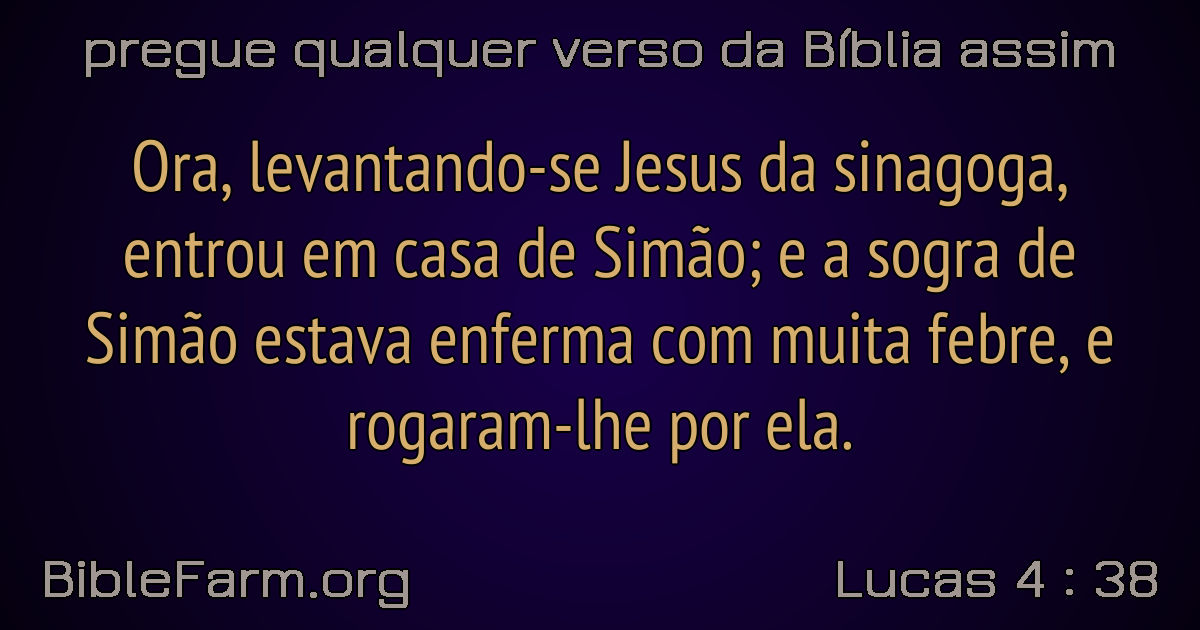 pregue qualquer verso da Bíblia assim
Ora, levantando-se Jesus da sinagoga,
entrou em casa de Simão; e a sogra de
Simão estava enferma com muita febre, e
rogaram-lhe por ela.
BibleFarm.org
Lucas 4 : 38